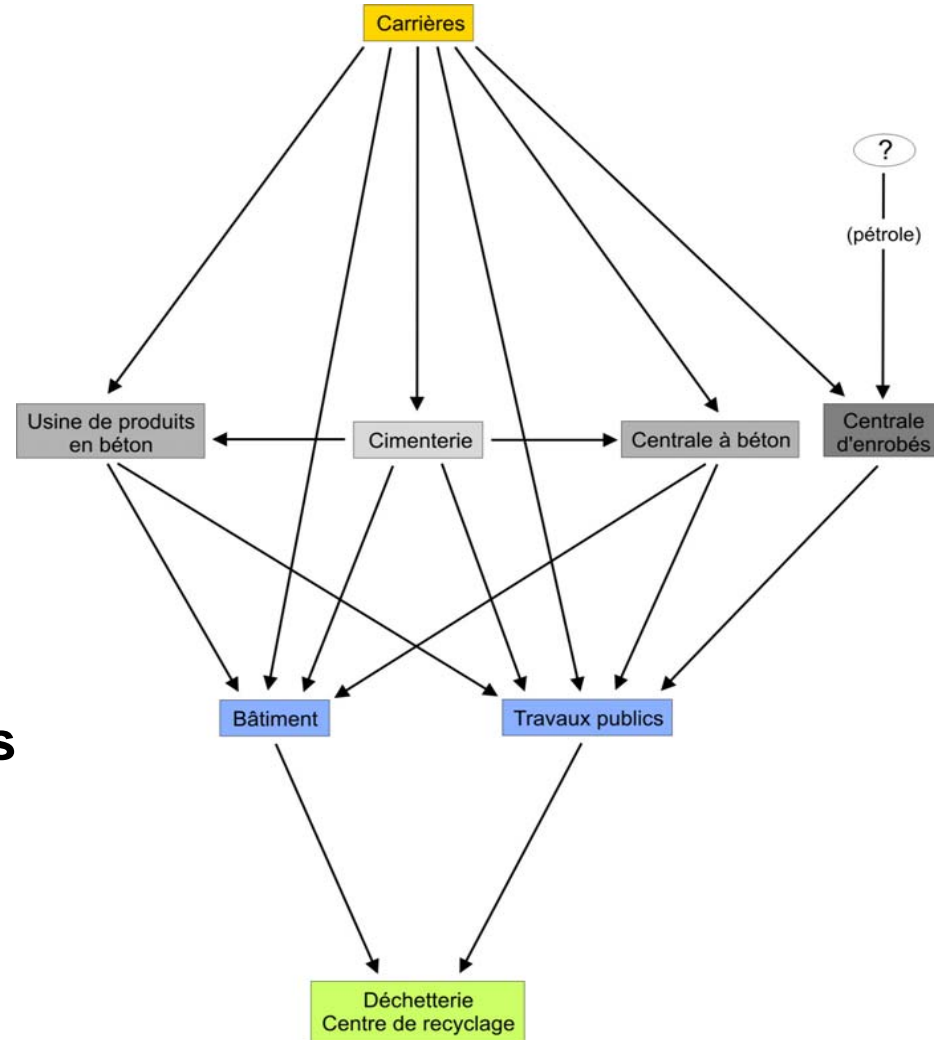 Carrières
?
(pétrole)
Usine de produits
en béton
Cimenterie
Centrale à béton
Centrale
d'enrobés
Bâtiment
Travaux publics
s
Déchetterie
Centre de recyclage